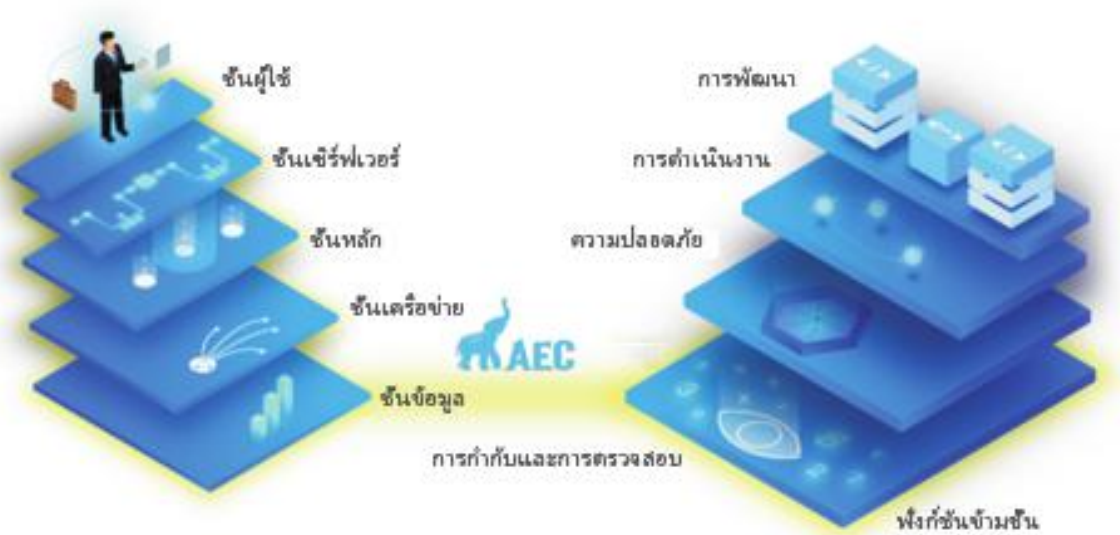 ชั้นผู้ใช้
ชั้นเซิร์ฟเวอร์
ชั้นหลัก
ชั้นเครือข่าย
ชั้นข้อมูล
AEC
การพัฒนา
การดำเนินงาน
ความปลอดภัย
การกำกับและการตรวจสอบ
ฟังก์ชันข้ามชั้น